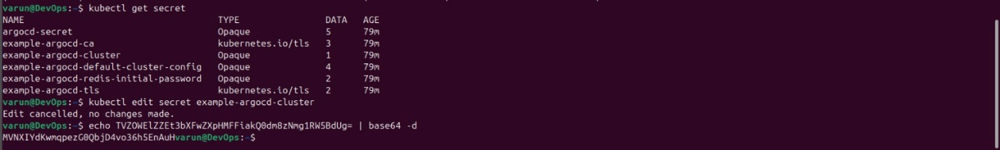 varun@DevOps:~$ kubectl get secret
NAME TYPE DATA AGE
argocd-secret Opaque 5 79m
example-argocd-ca kubernetes.io/tls 3 79m
example-argocd-cluster Opaque 1 79m
example-argocd-default-cluster-config Opaque 4 79m
example-argocd-redis-initial-password Opaque 2 79m
example-argocd-tls kubernetes.io/tls 2 79m
varun@DevOps:~$ kubectl edit secret example-argocd-cluster
Edit cancelled, no changes made.
varun@DevOps:~$ echo TVZOWElZZEt3bXFwZXpHMFFiakQ0dm8zNmg1RW5BdUg= | base64 -d
MVNXIYdKwmqpezG0QbjD4vo36h5EnAuHvarun@DevOps:~$